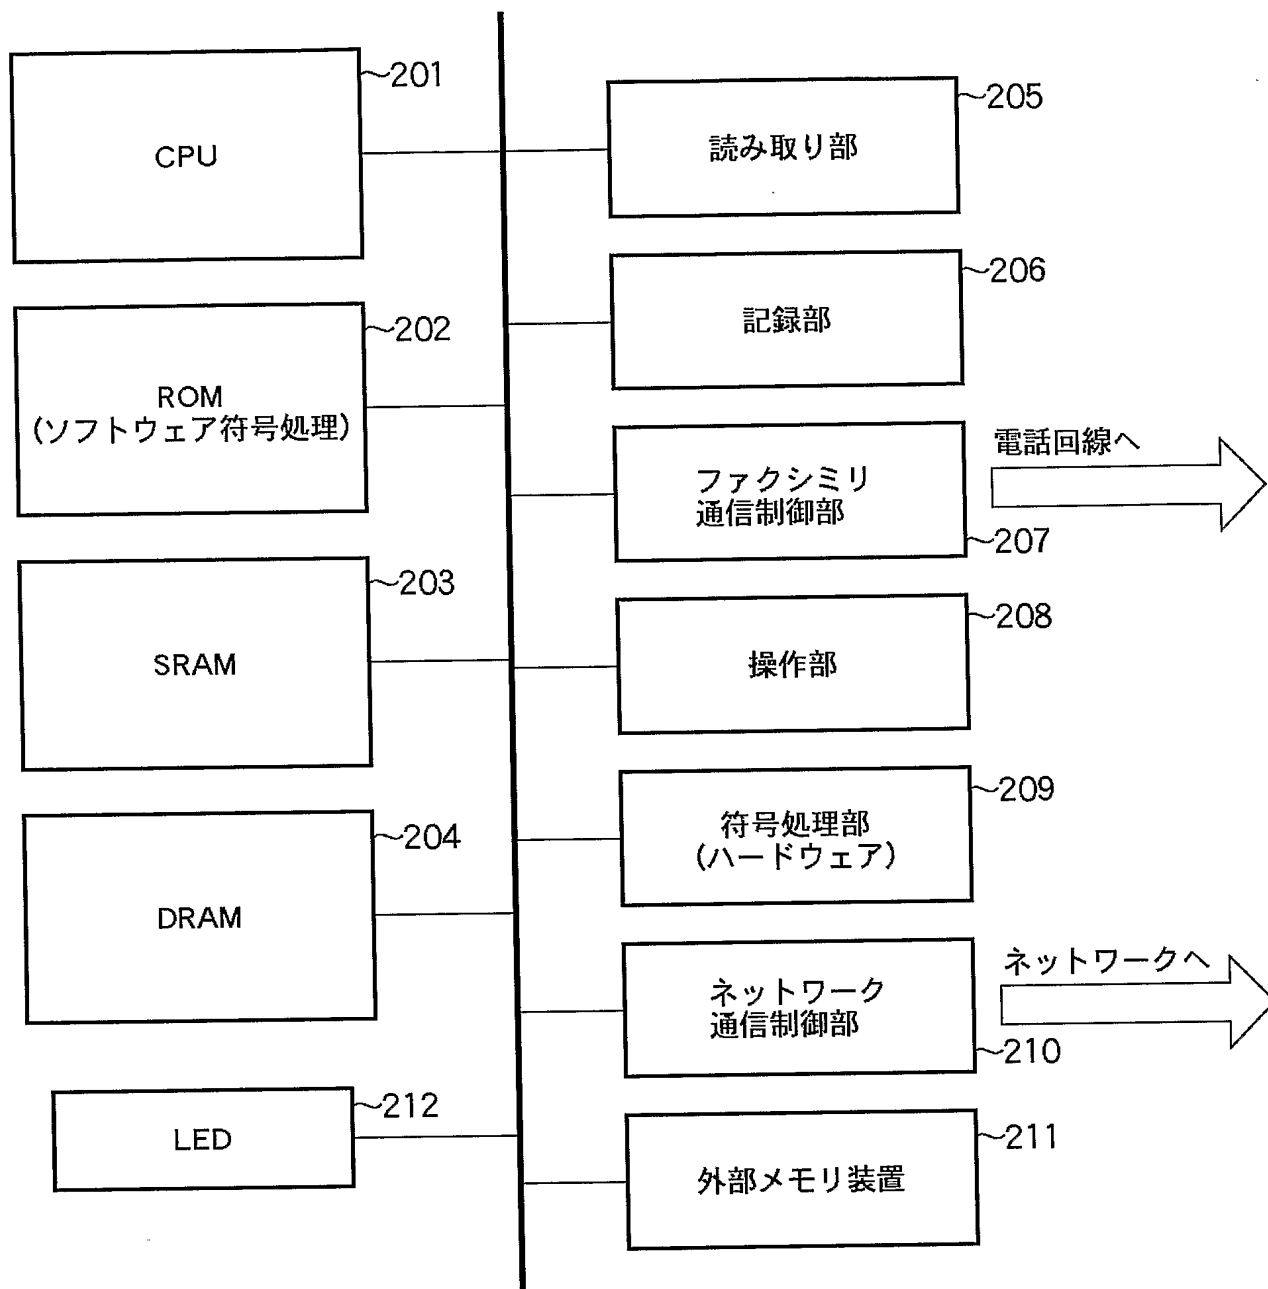 CPU
201
ROM
(ソフトウェア符号処理)
202
SRAM
203
DRAM
204
LED
212
読み取り部
205
記録部
206
ファクシミリ
通信制御部
207
電話回線へ
操作部
208
符号処理部
(ハードウェア)
209
ネットワーク
通信制御部
210
ネットワークへ
外部メモリ装置
211